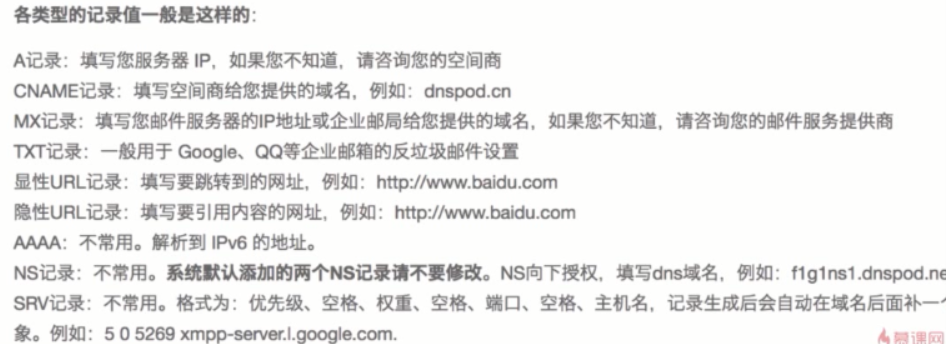 各类型的记录值一般是这样的：
A记录：填写您服务器 IP，如果您不知道，请咨询您的空间商
CNAME记录：填写空间商给您提供的域名，例如：dnspod.cn
MX记录：填写您邮件服务器的IP地址或企业邮局给您提供的域名，如果您不知道，请咨询您的邮件服务提供商
TXT记录：一般用于 Google、QQ等企业邮箱的反垃圾邮件设置
显性URL记录：填写要跳转到的网址，例如：http://www.baidu.com
隐性URL记录：填写要引用内容的网址，例如：http://www.baidu.com
AAAA：不常用。解析到 IPv6 的地址。
NS记录：不常用。系统默认添加的两个NS记录请不要修改。NS向下授权，填写dns域名，例如：f1g1ns1.dnspod.ne
SRV记录：不常用。格式为：优先级、空格、权重、空格、端口、空格、主机名，记录生成后会自动在域名后面补一个
象。例如：5 0 5269 xmpp-server.l.google.com.
慕课网